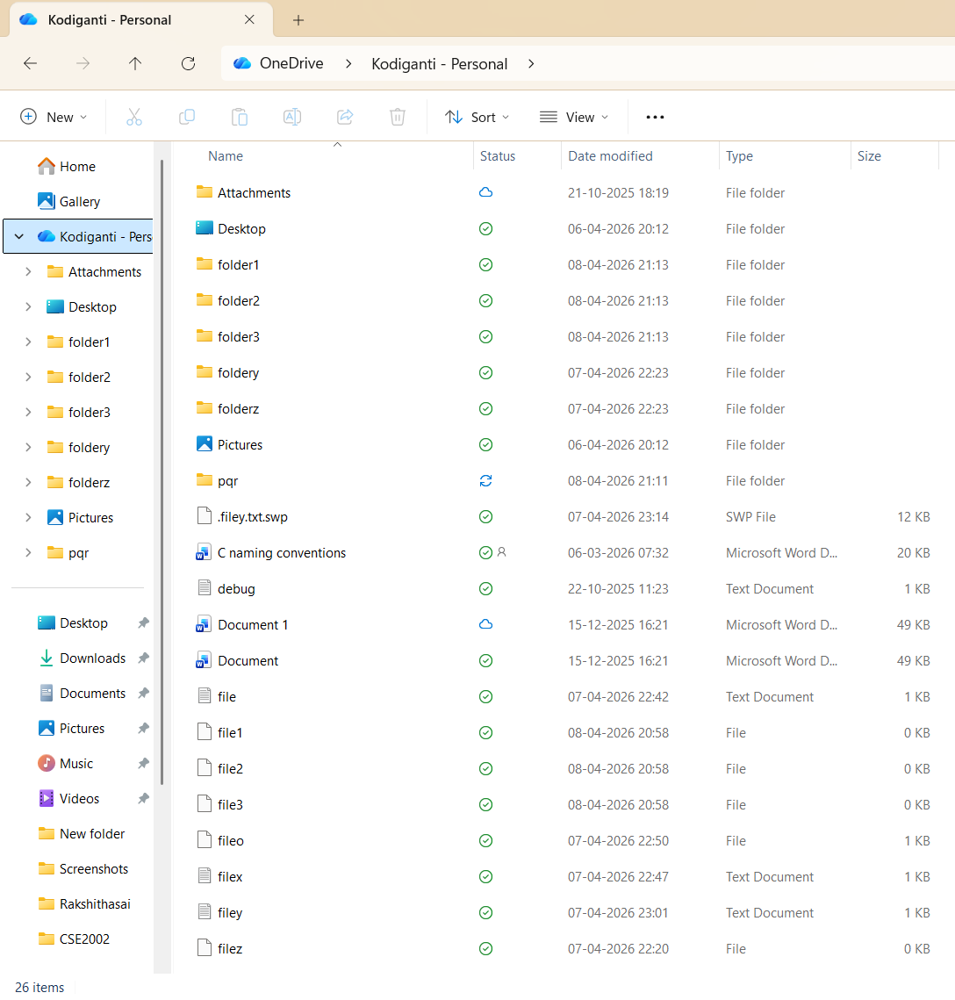 Kodiganti - Personal
OneDrive > Kodiganti - Personal >
New Sort View
Name Status Date modified Type Size
Home
Gallery
Kodiganti - Pers
Attachments
Desktop
folder1
folder2
folder3
foldery
folderz
Pictures
pqr
Desktop
Downloads
Documents
Pictures
Music
Videos
New folder
Screenshots
Rakshithasai
CSE2002
Attachments 21-10-2025 18:19 File folder
Desktop 06-04-2026 20:12 File folder
folder1 08-04-2026 21:13 File folder
folder2 08-04-2026 21:13 File folder
folder3 08-04-2026 21:13 File folder
foldery 07-04-2026 22:23 File folder
folderz 07-04-2026 22:23 File folder
Pictures 06-04-2026 20:12 File folder
pqr 08-04-2026 21:11 File folder
.filey.txt.swp 07-04-2026 23:14 SWP File 12 KB
C naming conventions 06-03-2026 07:32 Microsoft Word D... 20 KB
debug 22-10-2025 11:23 Text Document 1 KB
Document 1 15-12-2025 16:21 Microsoft Word D... 49 KB
Document 15-12-2025 16:21 Microsoft Word D... 49 KB
file 07-04-2026 22:42 Text Document 1 KB
file1 08-04-2026 20:58 File 0 KB
file2 08-04-2026 20:58 File 0 KB
file3 08-04-2026 20:58 File 0 KB
fileo 07-04-2026 22:50 File 1 KB
filex 07-04-2026 22:47 Text Document 1 KB
filey 07-04-2026 23:01 Text Document 1 KB
filez 07-04-2026 22:20 File 0 KB
26 items